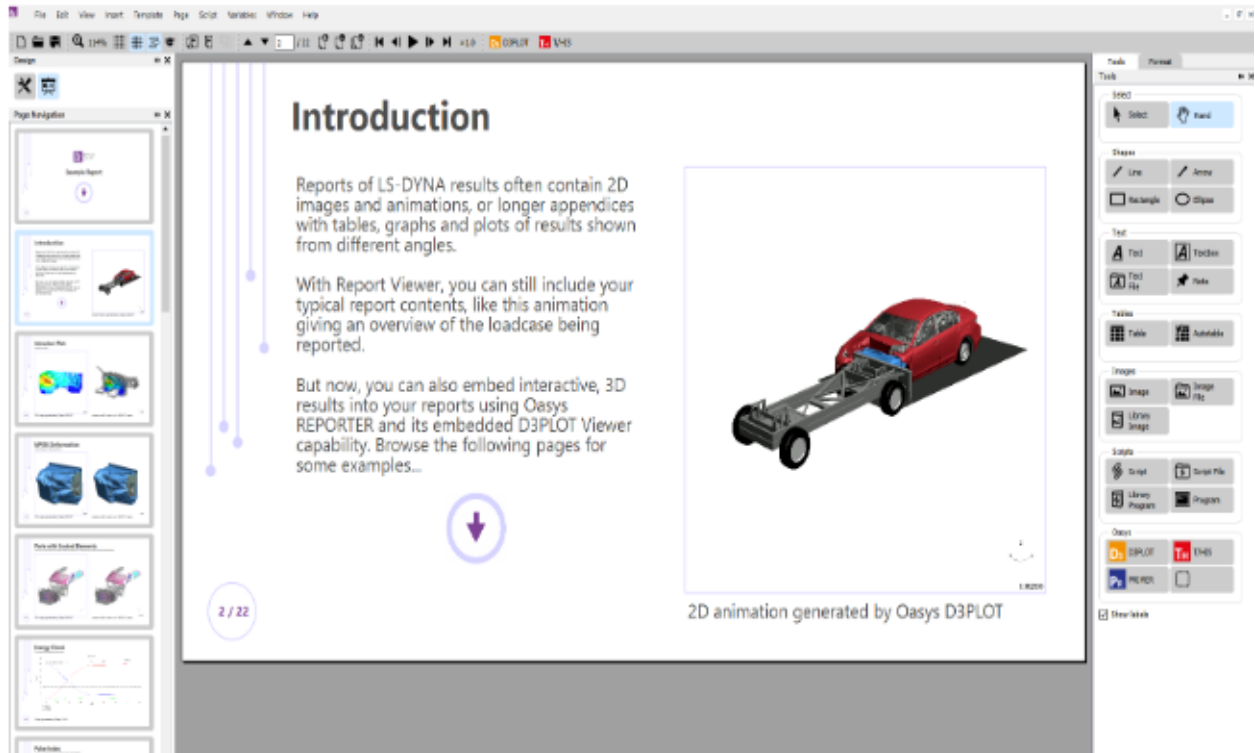 File Edit View Insert Template Page Script Variables Window Help
D3PLOT T/HIS
Design
Page Navigation
Example Report
Introduction
Energy Check
Introduction
Reports of LS-DYNA results often contain 2D
images and animations, or longer appendices
with tables, graphs and plots of results shown
from different angles.
With Report Viewer, you can still include your
typical report contents, like this animation
giving an overview of the loadcase being
reported.
But now, you can also embed interactive, 3D
results into your reports using Oasys
REPORTER and its embedded D3PLOT Viewer
capability. Browse the following pages for
some examples...
2 / 22
2D animation generated by Oasys D3PLOT
Tools Format
Tools
Select
Select Hand
Shapes
Line Arrow
Rectangle Ellipse
Text
Text Textbox
Text File Note
Tables
Table Autotable
Images
Image Image File
Library Image
Scripts
Script Script File
Library Program Program
Oasys
D3PLOT T/HIS
PRIMER
Show labels